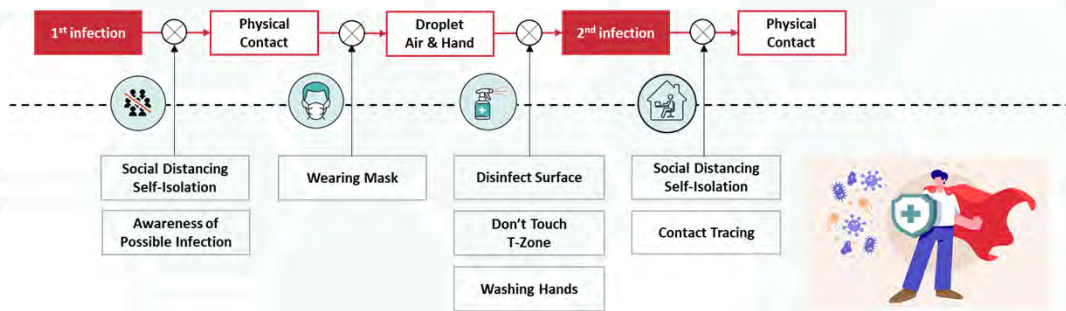 1st infection
Physical
Contact
Droplet
Air & Hand
2nd infection
Physical
Contact
Social Distancing
Self-Isolation
Awareness of
Possible Infection
Wearing Mask
Disinfect Surface
Don't Touch
T-Zone
Washing Hands
Social Distancing
Self-Isolation
Contact Tracing